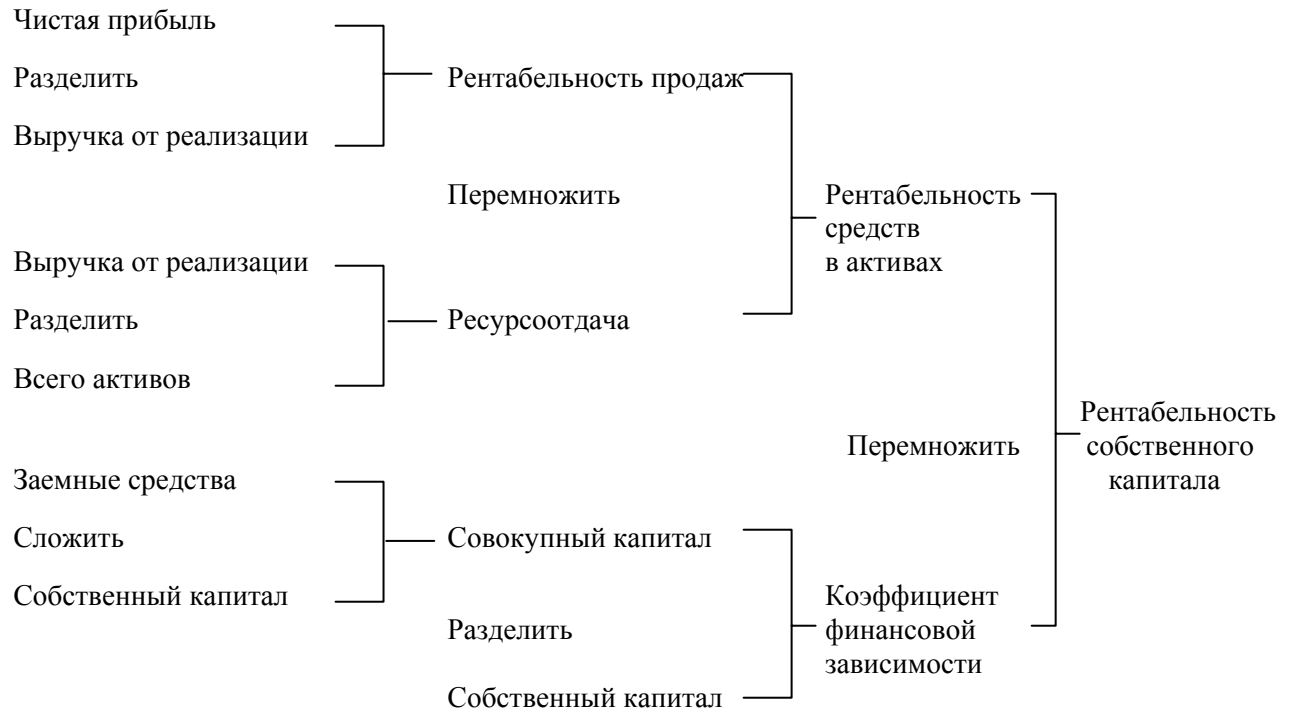 Чистая прибыль
Разделить
Рентабельность продаж
Выручка от реализации
Перемножить
Рентабельность
средств
в активах
Выручка от реализации
Разделить
Ресурсоотдача
Всего активов
Перемножить
Рентабельность
собственного
капитала
Заемные средства
Сложить
Совокупный капитал
Собственный капитал
Коэффициент
финансовой
зависимости
Разделить
Собственный капитал